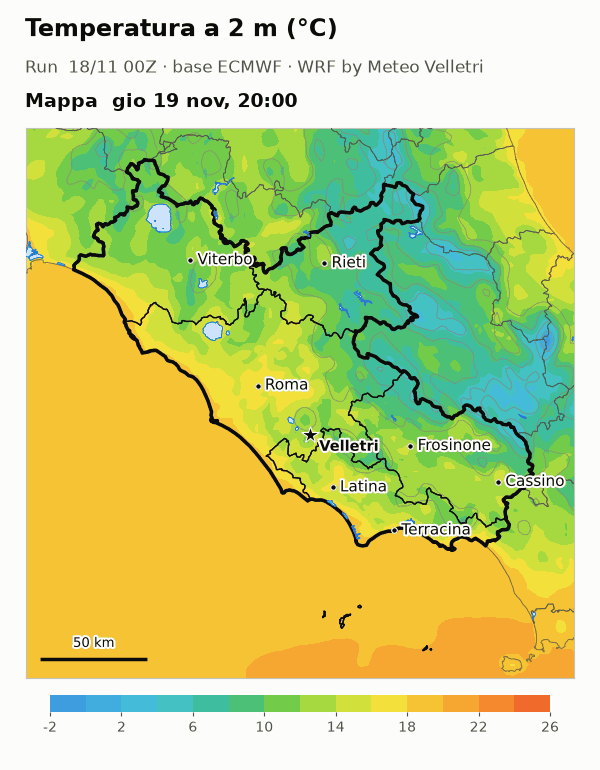 Temperatura a 2 m (°C)
Run  18/11 00Z · base ECMWF · WRF by Meteo Velletri
Mappa  gio 19 nov, 20:00
Viterbo
Rieti
Roma
Velletri
Frosinone
Latina
Cassino
Terracina
50 km
-2 2 6 10 14 18 22 26